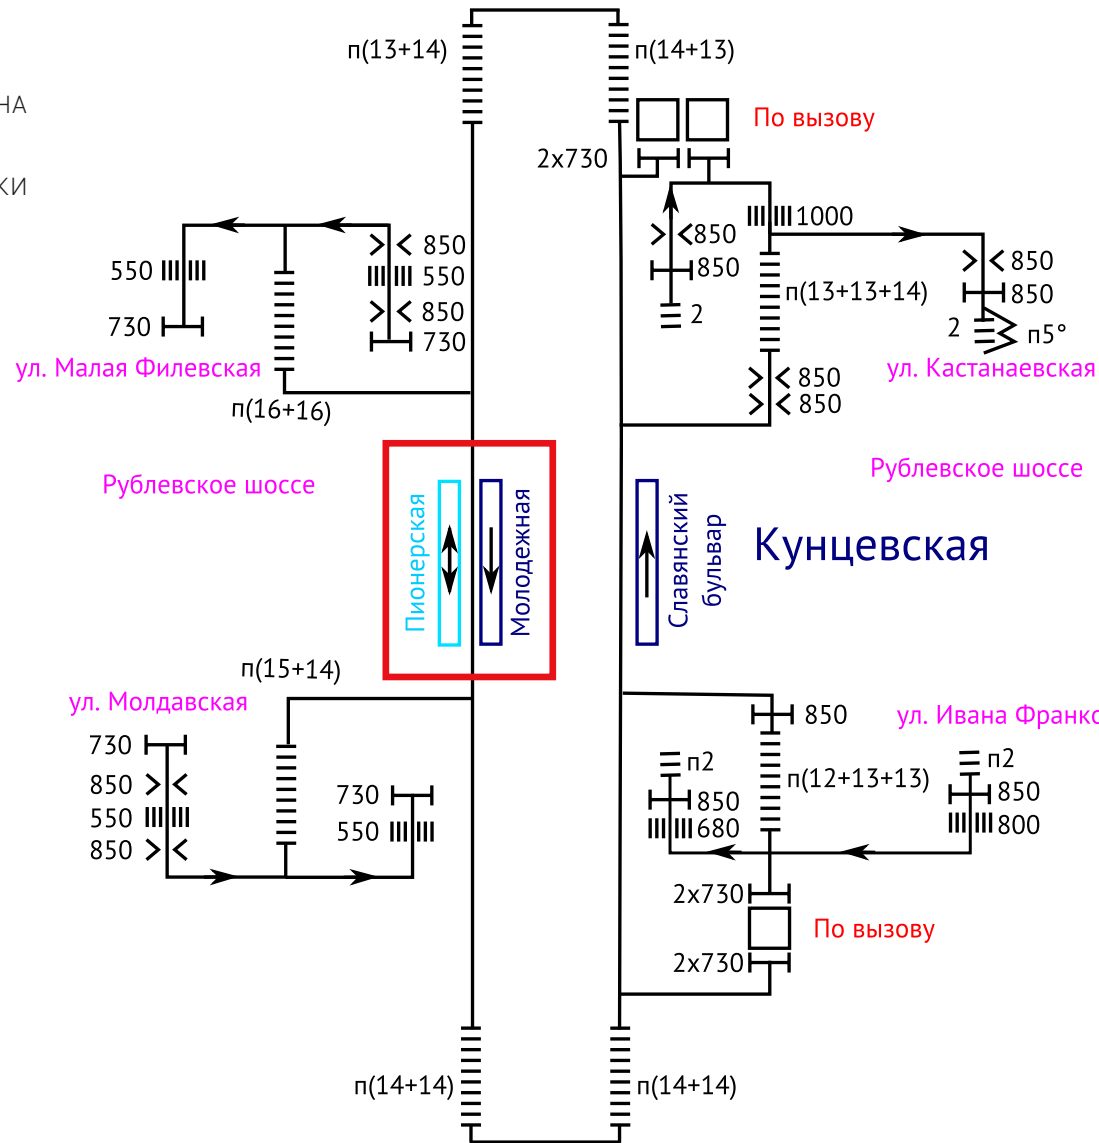 НА
КИ
п(13+14)
п(14+13)
По вызову
2x730
850
850
2
1000
п(13+13+14)
850
850
2
п5°
850
850
ул. Кастанаевская
850
550
850
730
550
730
ул. Малая Филевская
п(16+16)
Рублевское шоссе
Рублевское шоссе
Пионерская
Молодежная
Славянский
бульвар
Кунцевская
п(15+14)
ул. Молдавская
730
850
550
850
730
550
850
ул. Ивана Франко
п2
850
680
п(12+13+13)
п2
850
800
2x730
По вызову
2x730
п(14+14)
п(14+14)